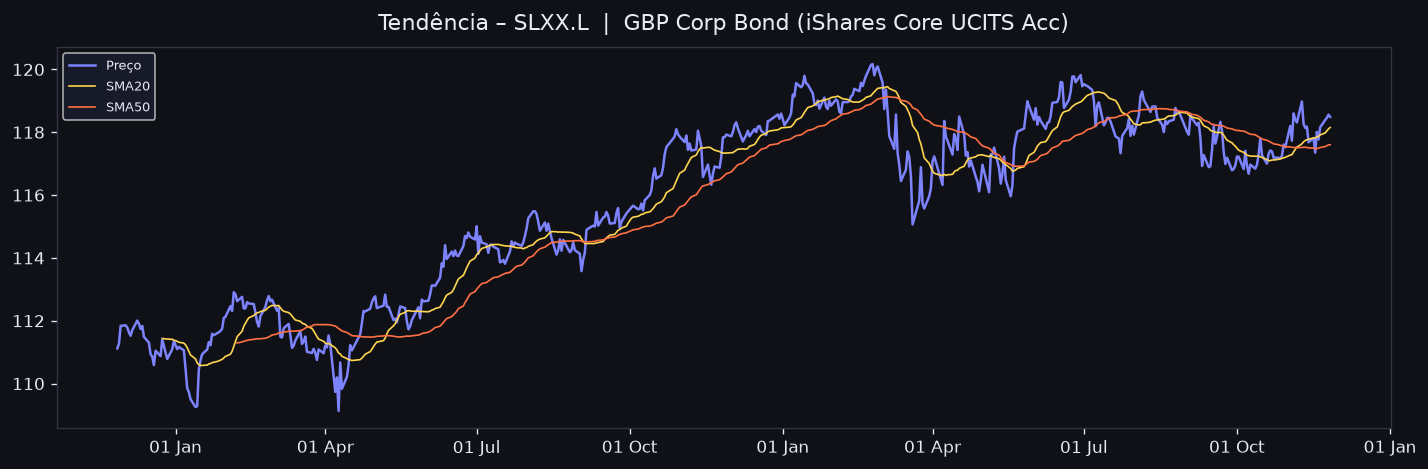 Tendência – SLXX.L | GBP Corp Bond (iShares Core UCITS Acc)
Preço
SMA20
SMA50
120
118
116
114
112
110
01 Jan
01 Apr
01 Jul
01 Oct
01 Jan
01 Apr
01 Jul
01 Oct
01 Jan